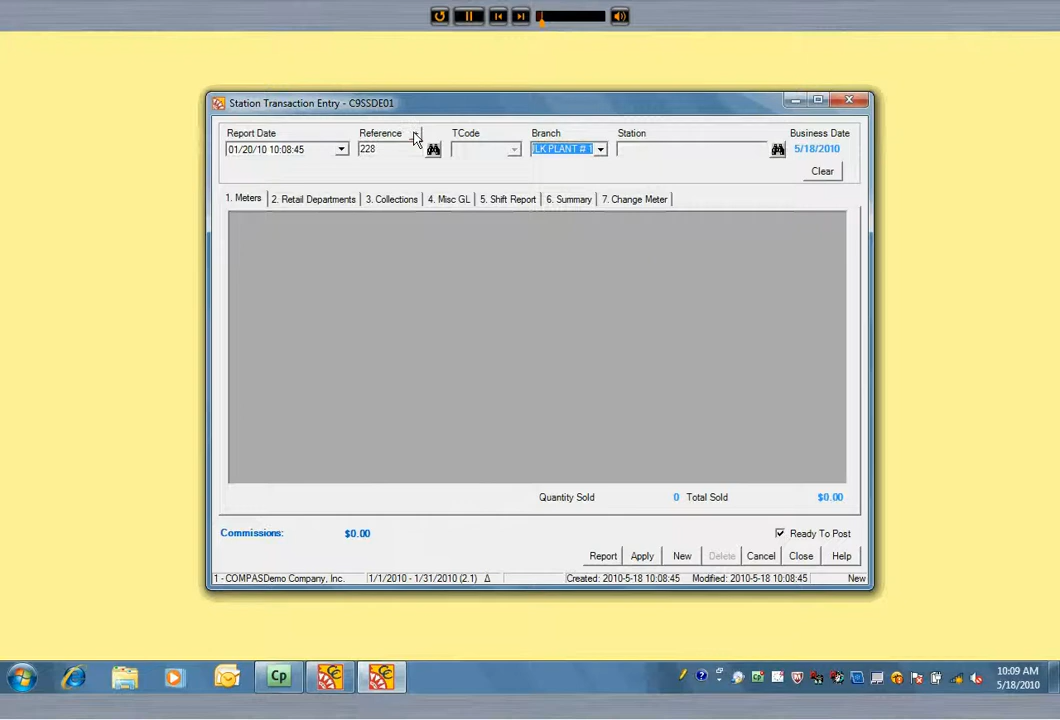 Station Transaction Entry - C9SSDE01
Report Date Reference TCode Branch Station Business Date
01/20/10 10:08:45 228 LK PLANT # 1 5/18/2010
Clear
1. Meters 2. Retail Departments 3. Collections 4. Misc GL 5. Shift Report 6. Summary 7. Change Meter
Quantity Sold 0 Total Sold $0.00
Commissions: $0.00 Ready To Post
Report Apply New Delete Cancel Close Help
1 - COMPASDemo Company, Inc. 1/1/2010 - 1/31/2010 (2.1) Δ Created: 2010-5-18 10:08:45 Modified: 2010-5-18 10:08:45 New
Cp
10:09 AM
5/18/2010